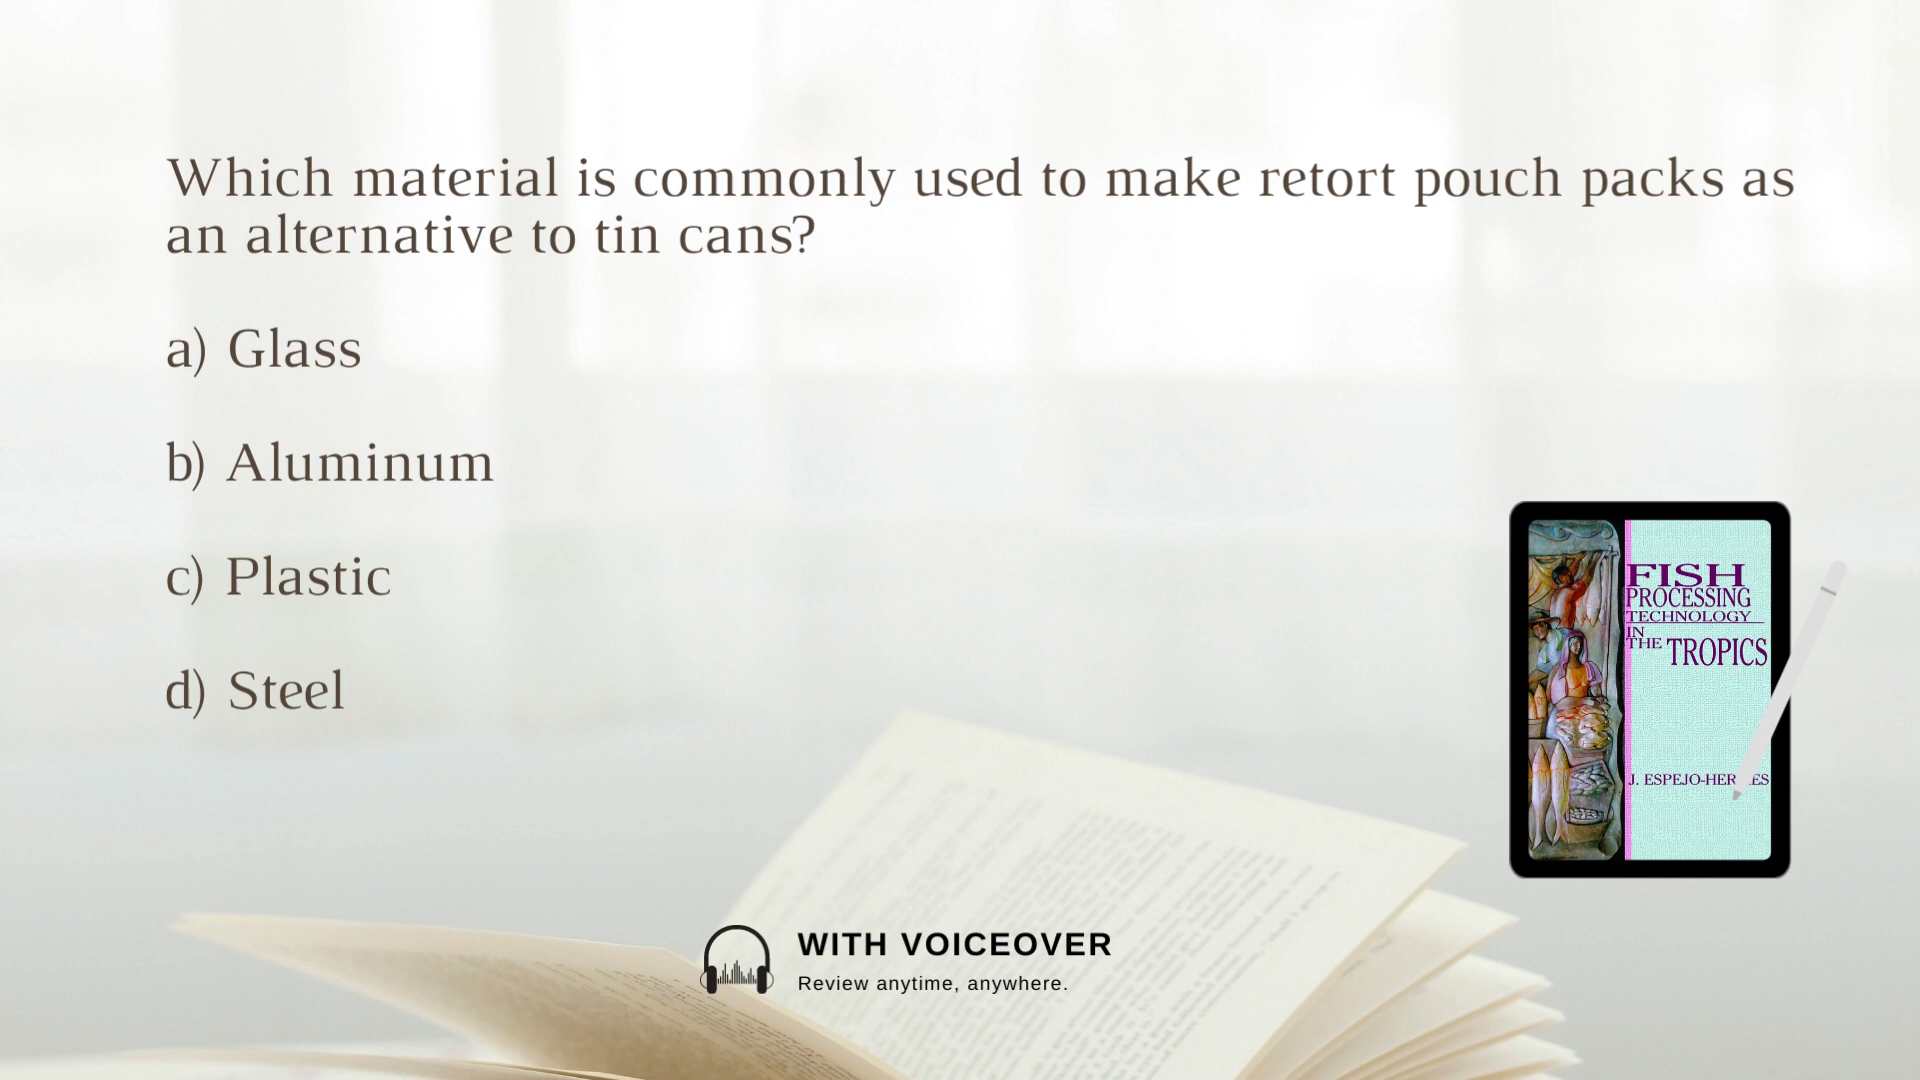 Which material is commonly used to make retort pouch packs as
an alternative to tin cans?
a) Glass
b) Aluminum
c) Plastic
d) Steel
FISH
PROCESSING
TECHNOLOGY
IN
THE TROPICS
J.
WITH VOICEOVER
Review anytime, anywhere.